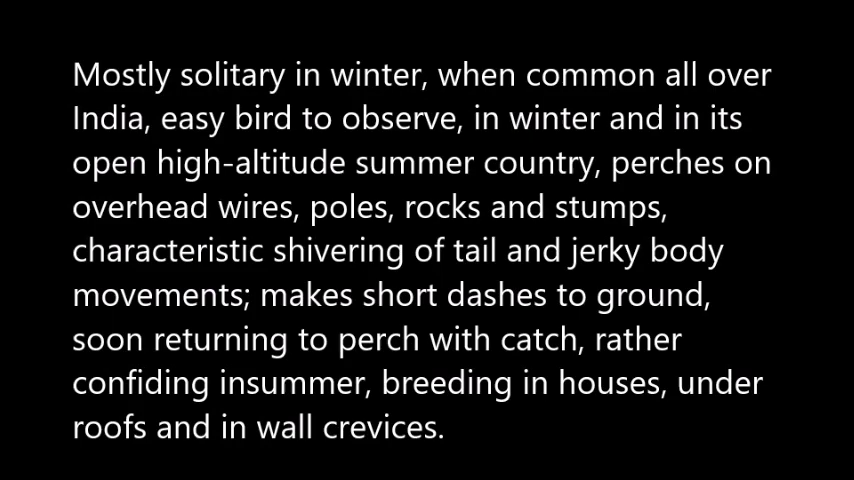 Mostly solitary in winter, when common all over
India, easy bird to observe, in winter and in its
open high-altitude summer country, perches on
overhead wires, poles, rocks and stumps,
characteristic shivering of tail and jerky body
movements; makes short dashes to ground,
soon returning to perch with catch, rather
confiding insummer, breeding in houses, under
roofs and in wall crevices.